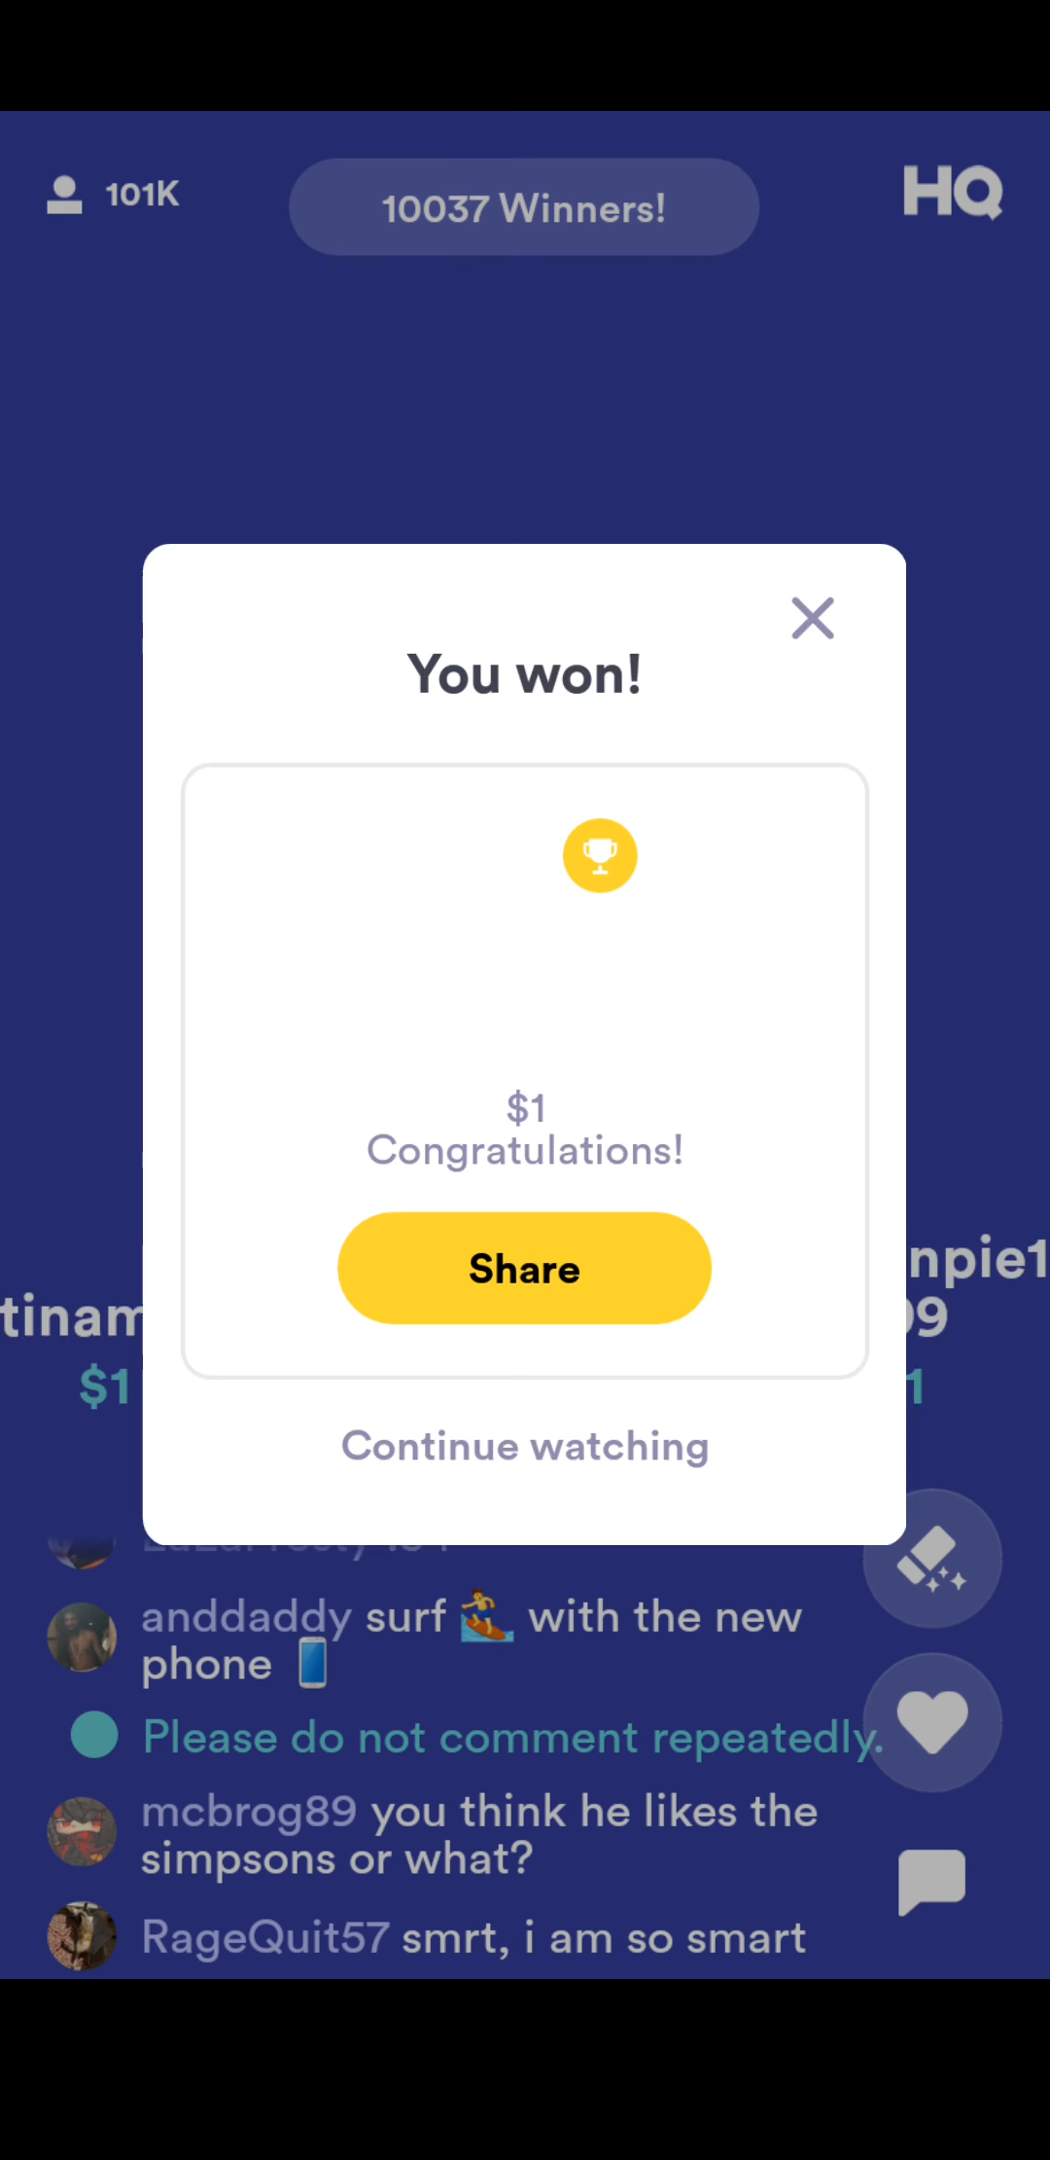 101K
10037 Winners!
HQ
You won!
$1
Congratulations!
Share
npie1
tinam
99
$1
1
Continue watching
anddaddy surf 🏄 with the new
phone 📱
Please do not comment repeatedly.
mcbrog89 you think he likes the
simpsons or what?
RageQuit57 smrt, i am so smart